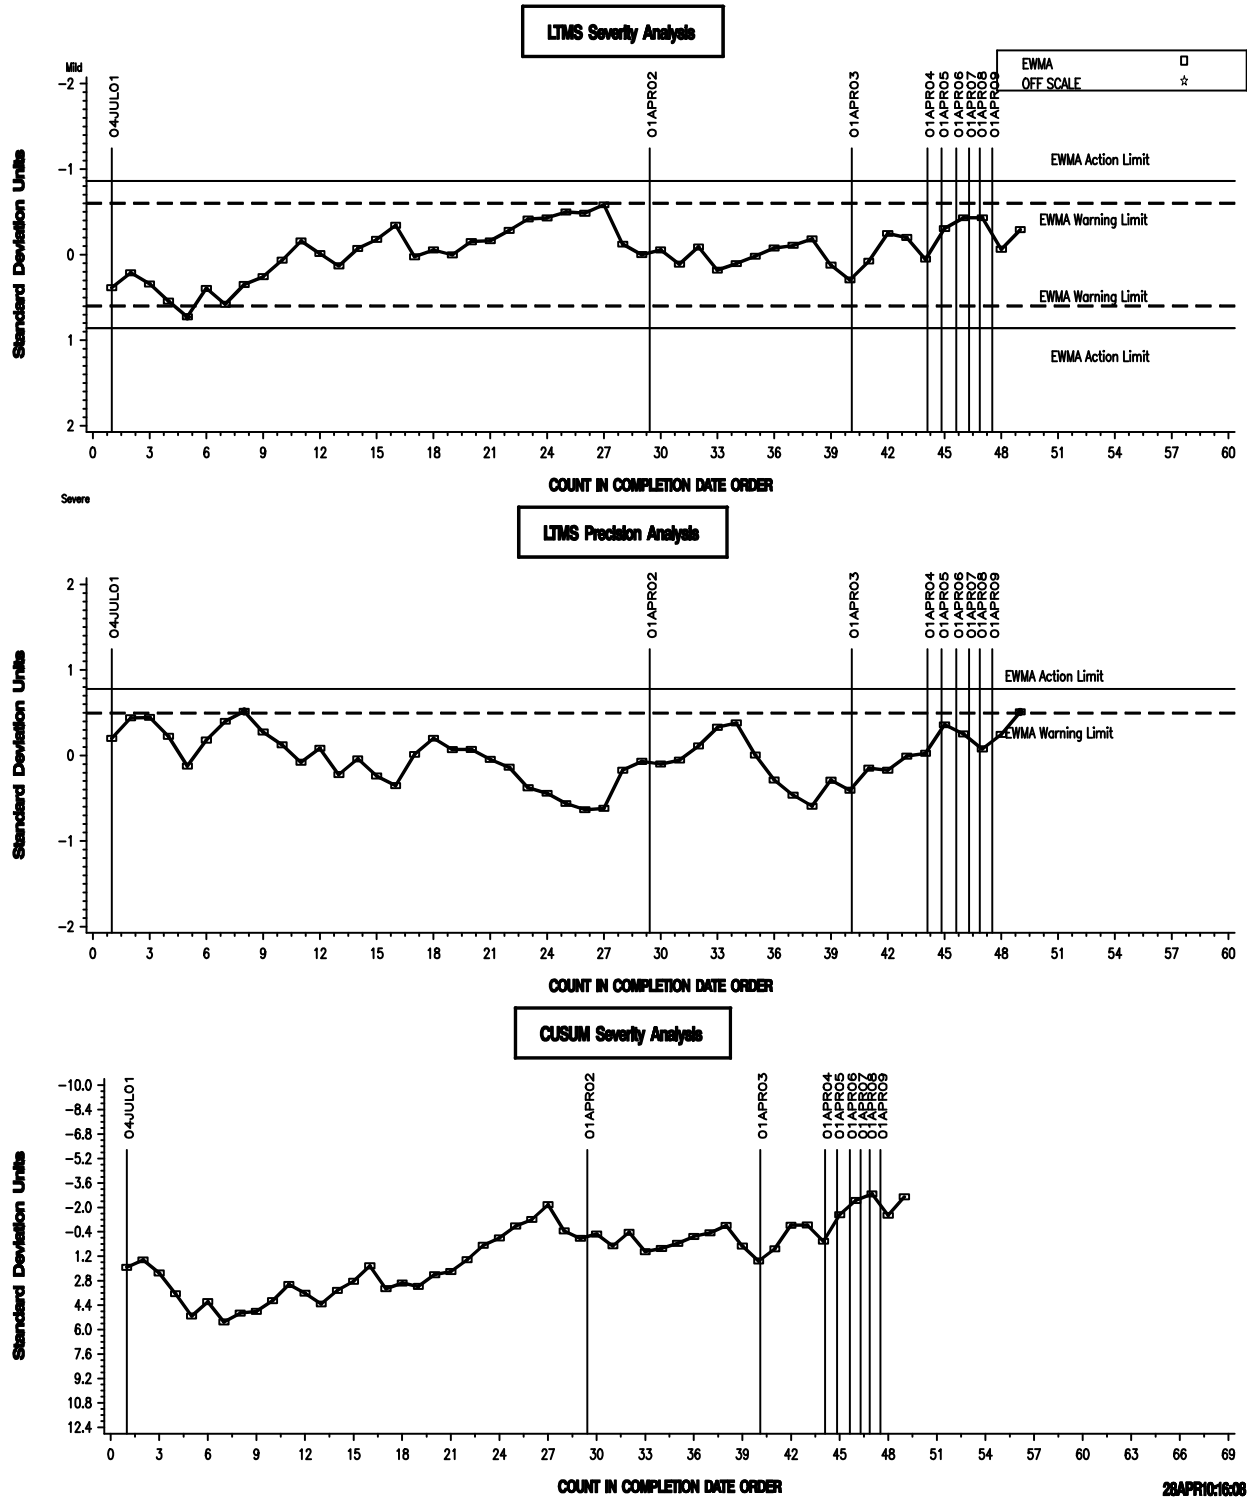 LTMS Severity Analysis
Mild
EWMA
OFF SCALE
-2
-1
0
1
2
Standard Deviation Units
04JUL01
01APR02
01APR03
01APR04
01APR05
01APR06
01APR07
01APR08
01APR09
EWMA Action Limit
EWMA Warning Limit
EWMA Warning Limit
EWMA Action Limit
0 3 6 9 12 15 18 21 24 27 30 33 36 39 42 45 48 51 54 57 60
COUNT IN COMPLETION DATE ORDER
Severe
LTMS Precision Analysis
2
1
0
-1
-2
Standard Deviation Units
04JUL01
01APR02
01APR03
01APR04
01APR05
01APR06
01APR07
01APR08
01APR09
EWMA Action Limit
EWMA Warning Limit
0 3 6 9 12 15 18 21 24 27 30 33 36 39 42 45 48 51 54 57 60
COUNT IN COMPLETION DATE ORDER
CUSUM Severity Analysis
-10.0
-8.4
-6.8
-5.2
-3.6
-2.0
-0.4
1.2
2.8
4.4
6.0
7.6
9.2
10.8
12.4
Standard Deviation Units
04JUL01
01APR02
01APR03
01APR04
01APR05
01APR06
01APR07
01APR08
01APR09
0 3 6 9 12 15 18 21 24 27 30 33 36 39 42 45 48 51 54 57 60 63 66 69
COUNT IN COMPLETION DATE ORDER
28APR10:16:08